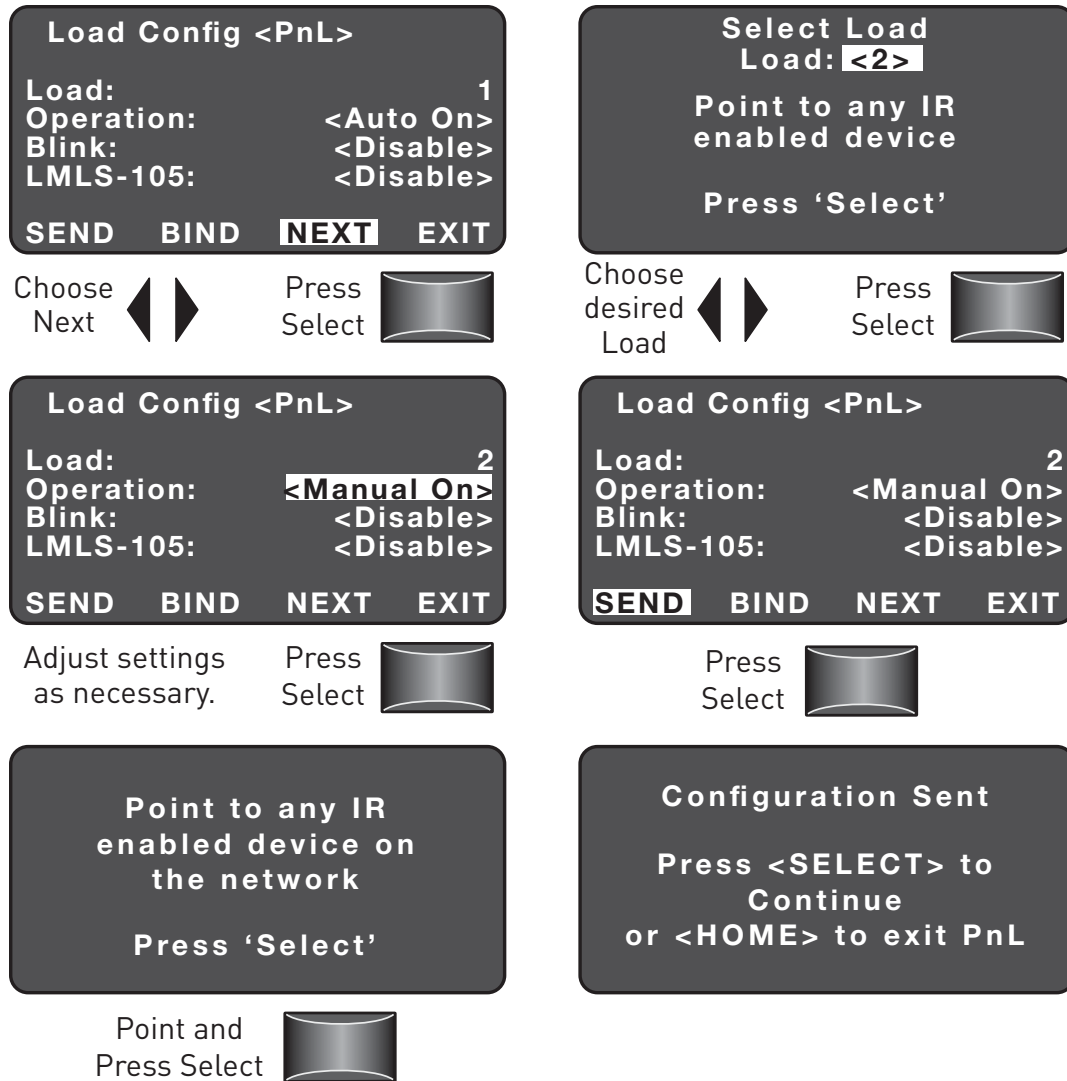 Load Config <PnL>
Load: 1
Operation: <Auto On>
Blink: <Disable>
LMLS-105: <Disable>
SEND BIND NEXT EXIT
Choose
Next
Press
Select
Select Load
Load: <2>
Point to any IR
enabled device
Press ‘Select’
Choose
desired
Load
Press
Select
Load Config <PnL>
Load: 2
Operation: <Manual On>
Blink: <Disable>
LMLS-105: <Disable>
SEND BIND NEXT EXIT
Adjust settings
as necessary.
Press
Select
Load Config <PnL>
Load: 2
Operation: <Manual On>
Blink: <Disable>
LMLS-105: <Disable>
SEND BIND NEXT EXIT
Press
Select
Point to any IR
enabled device on
the network
Press ‘Select’
Point and
Press Select
Configuration Sent
Press <SELECT> to
Continue
or <HOME> to exit PnL